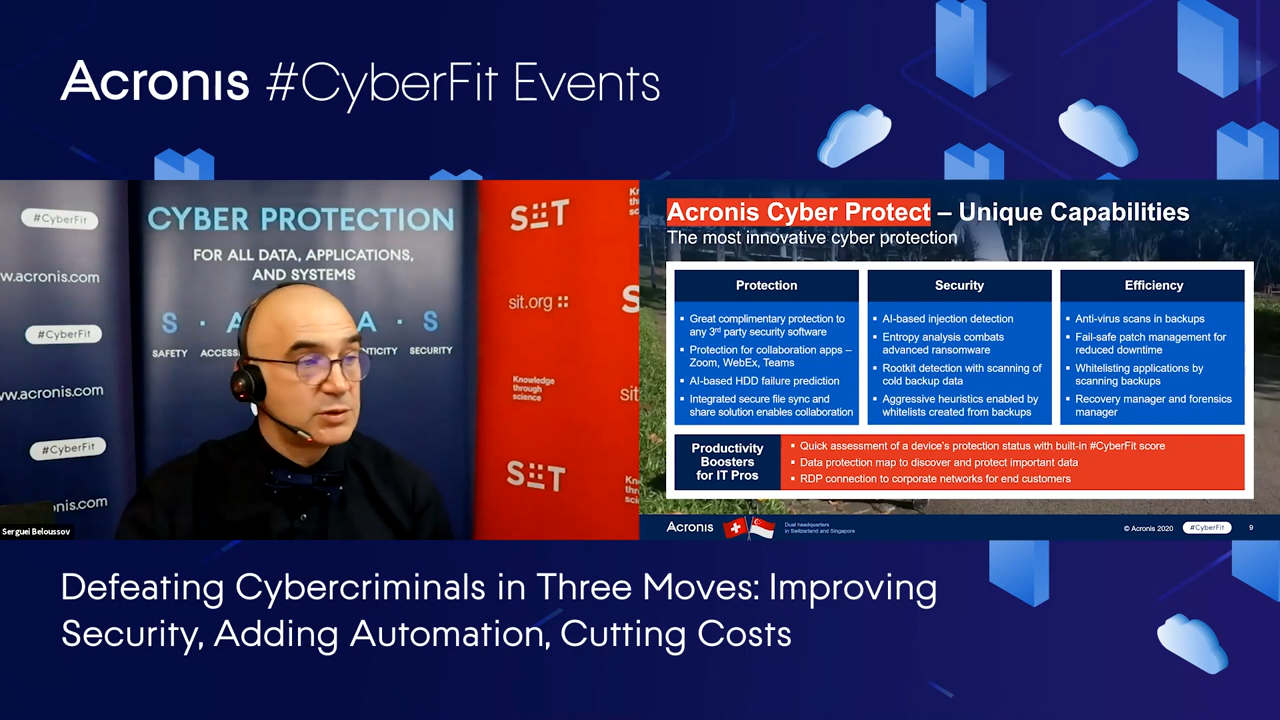 Acronis #CyberFit Events
#CyberFit
w.acronis.com
#CyberFit
ww.acronis.com
#CyberFit
onis.com
CYBER PROTECTION
FOR ALL DATA, APPLICATIONS,
AND SYSTEMS
S · A A · S
SAFETY ACCESS NTICITY SECURITY
SIT
sit.org
Knowledge
through
science
sit
SIT
Serguei Beloussov
Acronis Cyber Protect – Unique Capabilities
The most innovative cyber protection
Protection
▪ Great complimentary protection to
any 3rd party security software
▪ Protection for collaboration apps –
Zoom, WebEx, Teams
▪ AI-based HDD failure prediction
▪ Integrated secure file sync and
share solution enables collaboration
Security
▪ AI-based injection detection
▪ Entropy analysis combats
advanced ransomware
▪ Rootkit detection with scanning of
cold backup data
▪ Aggressive heuristics enabled by
whitelists created from backups
Efficiency
▪ Anti-virus scans in backups
▪ Fail-safe patch management for
reduced downtime
▪ Whitelisting applications by
scanning backups
▪ Recovery manager and forensics
manager
Productivity
Boosters
for IT Pros
▪ Quick assessment of a device's protection status with built-in #CyberFit score
▪ Data protection map to discover and protect important data
▪ RDP connection to corporate networks for end customers
Acronis
Dual headquarters
in Switzerland and Singapore
© Acronis 2020 #CyberFit 9
Defeating Cybercriminals in Three Moves: Improving
Security, Adding Automation, Cutting Costs